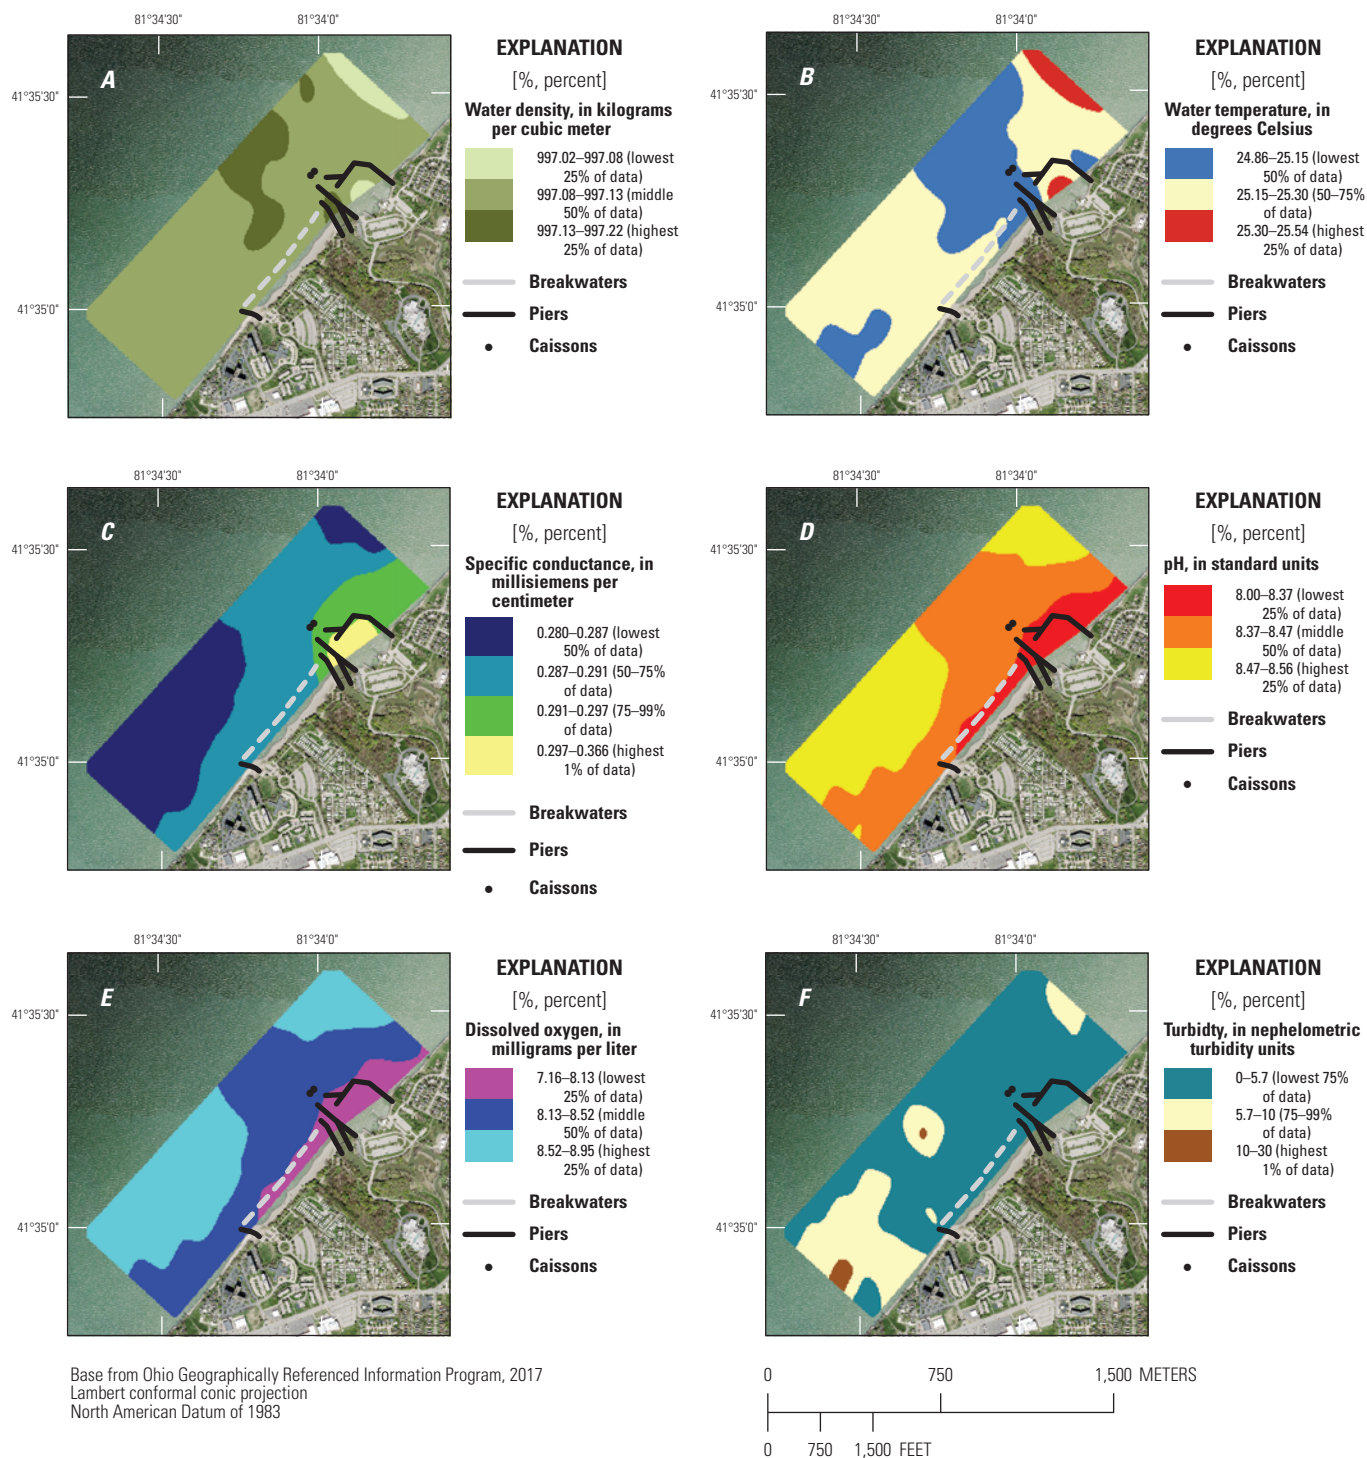 81°34'30"
81°34'0"
41°35'30"
41°35'0"
A
EXPLANATION
[%, percent]
Water density, in kilograms
per cubic meter
997.02–997.08 (lowest
25% of data)
997.08–997.13 (middle
50% of data)
997.13–997.22 (highest
25% of data)
Breakwaters
Piers
Caissons
81°34'30"
81°34'0"
41°35'30"
41°35'0"
B
EXPLANATION
[%, percent]
Water temperature, in
degrees Celsius
24.86–25.15 (lowest
50% of data)
25.15–25.30 (50–75%
of data)
25.30–25.54 (highest
25% of data)
Breakwaters
Piers
Caissons
81°34'30"
81°34'0"
41°35'30"
41°35'0"
C
EXPLANATION
[%, percent]
Specific conductance, in
millisiemens per
centimeter
0.280–0.287 (lowest
50% of data)
0.287–0.291 (50–75%
of data)
0.291–0.297 (75–99%
of data)
0.297–0.366 (highest
1% of data)
Breakwaters
Piers
Caissons
81°34'30"
81°34'0"
41°35'30"
41°35'0"
D
EXPLANATION
[%, percent]
pH, in standard units
8.00–8.37 (lowest
25% of data)
8.37–8.47 (middle
50% of data)
8.47–8.56 (highest
25% of data)
Breakwaters
Piers
Caissons
81°34'30"
81°34'0"
41°35'30"
41°35'0"
E
EXPLANATION
[%, percent]
Dissolved oxygen, in
milligrams per liter
7.16–8.13 (lowest
25% of data)
8.13–8.52 (middle
50% of data)
8.52–8.95 (highest
25% of data)
Breakwaters
Piers
Caissons
81°34'30"
81°34'0"
41°35'30"
41°35'0"
F
EXPLANATION
[%, percent]
Turbidty, in nephelometric
turbidity units
0–5.7 (lowest 75%
of data)
5.7–10 (75–99%
of data)
10–30 (highest
1% of data)
Breakwaters
Piers
Caissons
Base from Ohio Geographically Referenced Information Program, 2017
Lambert conformal conic projection
North American Datum of 1983
0 750 1,500 METERS
0 750 1,500 FEET